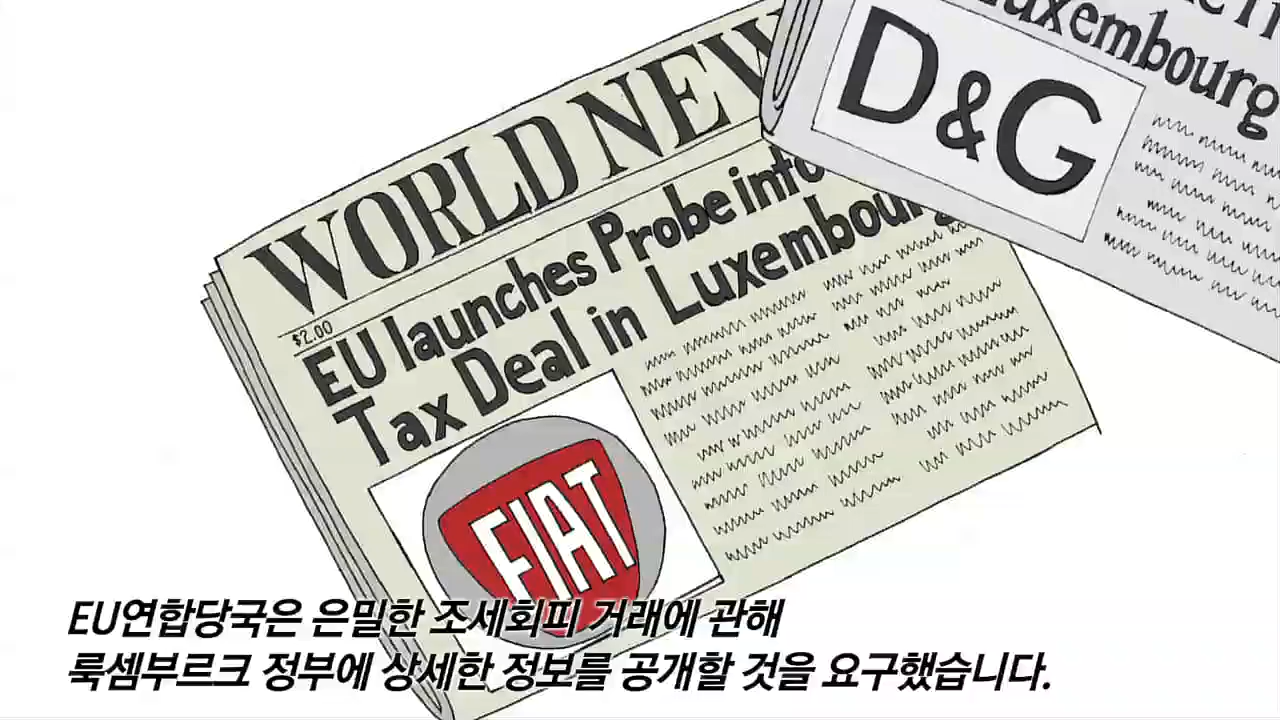 WORLD NEW
$2.00
EU launches Probe into
Tax Deal in Luxembourg
FIAT
Luxembourg
D&G
EU연합당국은 은밀한 조세회피 거래에 관해
룩셈부르크 정부에 상세한 정보를 공개할 것을 요구했습니다.